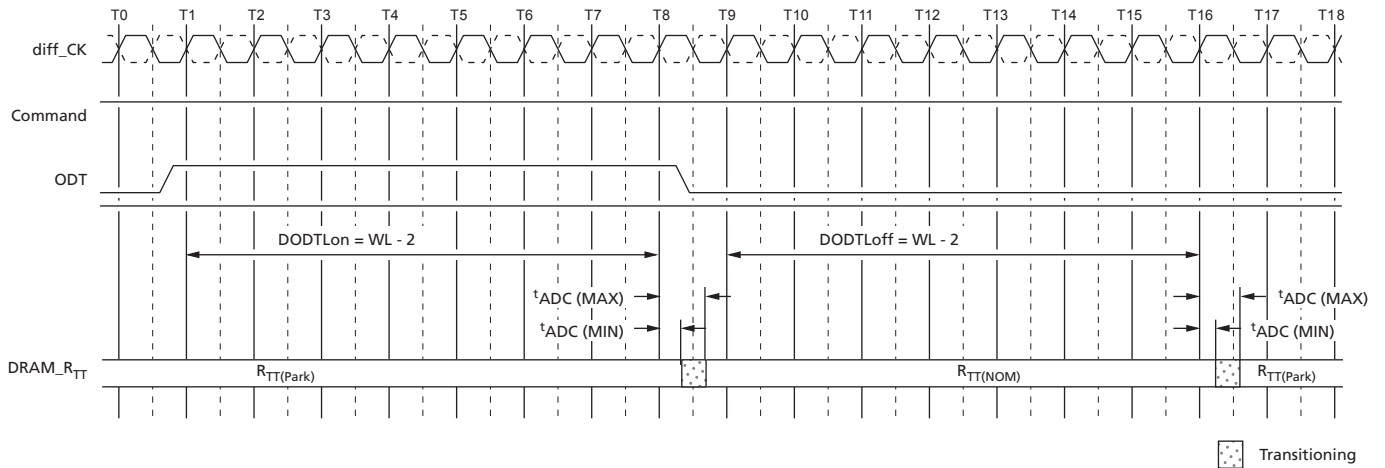 T0 T1 T2 T3 T4 T5 T6 T7 T8 T9 T10 T11 T12 T13 T14 T15 T16 T17 T18
diff_CK
Command
ODT
DODTLon = WL - 2
DODTLoff = WL - 2
tADC (MAX)
tADC (MAX)
tADC (MIN)
tADC (MIN)
DRAM_RTT
RTT(Park)
RTT(NOM)
RTT(Park)
Transitioning